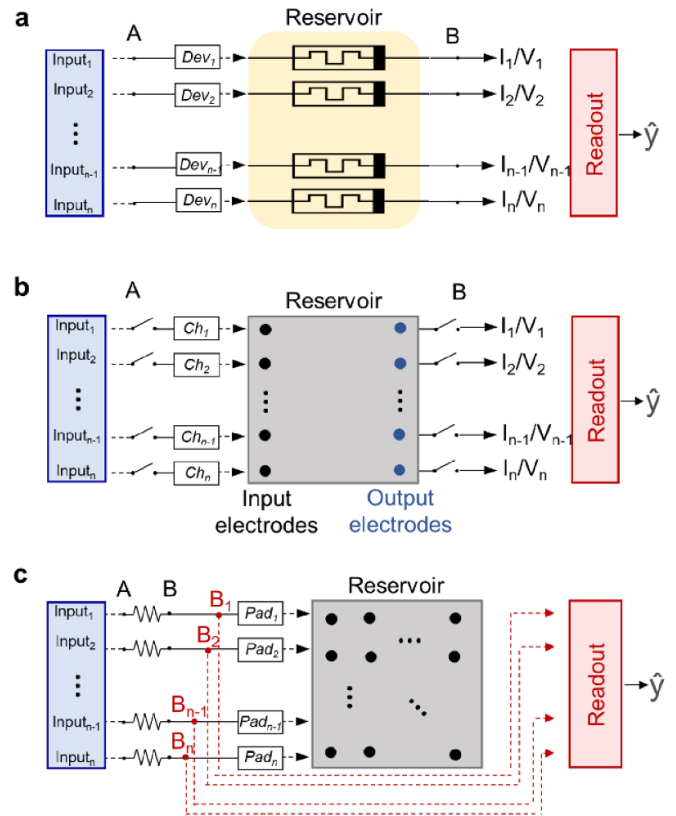 a
Reservoir
A
B
Input₁
Dev₁
I₁/V₁
Input₂
Dev₂
I₂/V₂
Inputₙ₋₁
Devₙ₋₁
Iₙ₋₁/Vₙ₋₁
Inputₙ
Devₙ
Iₙ/Vₙ
Readout
ŷ
b
A
Reservoir
B
Input₁
Ch₁
I₁/V₁
Input₂
Ch₂
I₂/V₂
Inputₙ₋₁
Chₙ₋₁
Iₙ₋₁/Vₙ₋₁
Inputₙ
Chₙ
Iₙ/Vₙ
Input
electrodes
Output
electrodes
Readout
ŷ
c
Reservoir
A
B
Input₁
B₁
Pad₁
Input₂
B₂
Pad₂
Inputₙ₋₁
Bₙ₋₁
Padₙ₋₁
Inputₙ
Bₙ
Padₙ
Readout
ŷ